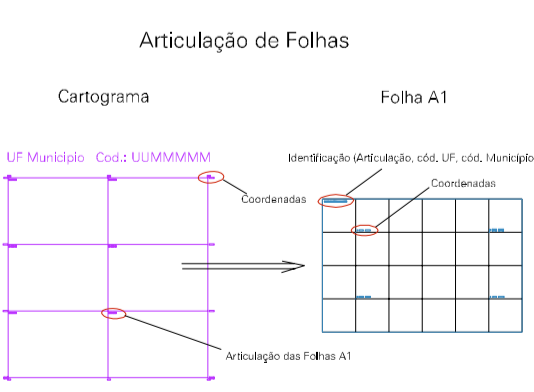 Articulação de Folhas
Cartograma
Folha A1
UF Municipio Cod.: UUMMMMM
Identificação (Articulação, cód. UF, cód. Município
Coordenadas
Coordenadas
Articulação das Folhas A1